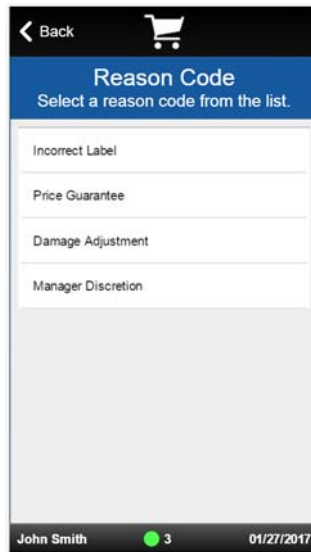 Back
Reason Code
Select a reason code from the list.
Incorrect Label
Price Guarantee
Damage Adjustment
Manager Discretion
John Smith 3 01/27/2017